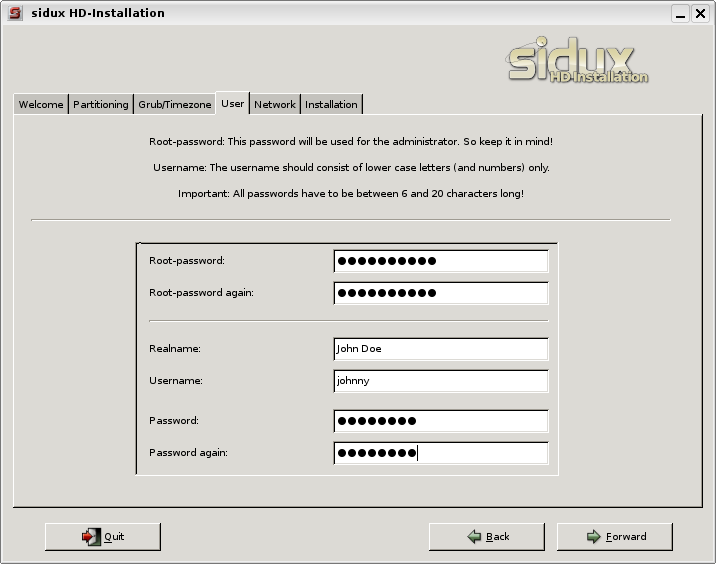 sidux HD-Installation
sidux
HD-Installation
Welcome Partitioning Grub/Timezone User Network Installation
Root-password: This password will be used for the administrator. So keep it in mind!
Username: The username should consist of lower case letters (and numbers) only.
Important: All passwords have to be between 6 and 20 characters long!
Root-password: ●●●●●●●●●●
Root-password again: ●●●●●●●●●●
Realname: John Doe
Username: johnny
Password: ●●●●●●●●
Password again: ●●●●●●●●
Quit Back Forward